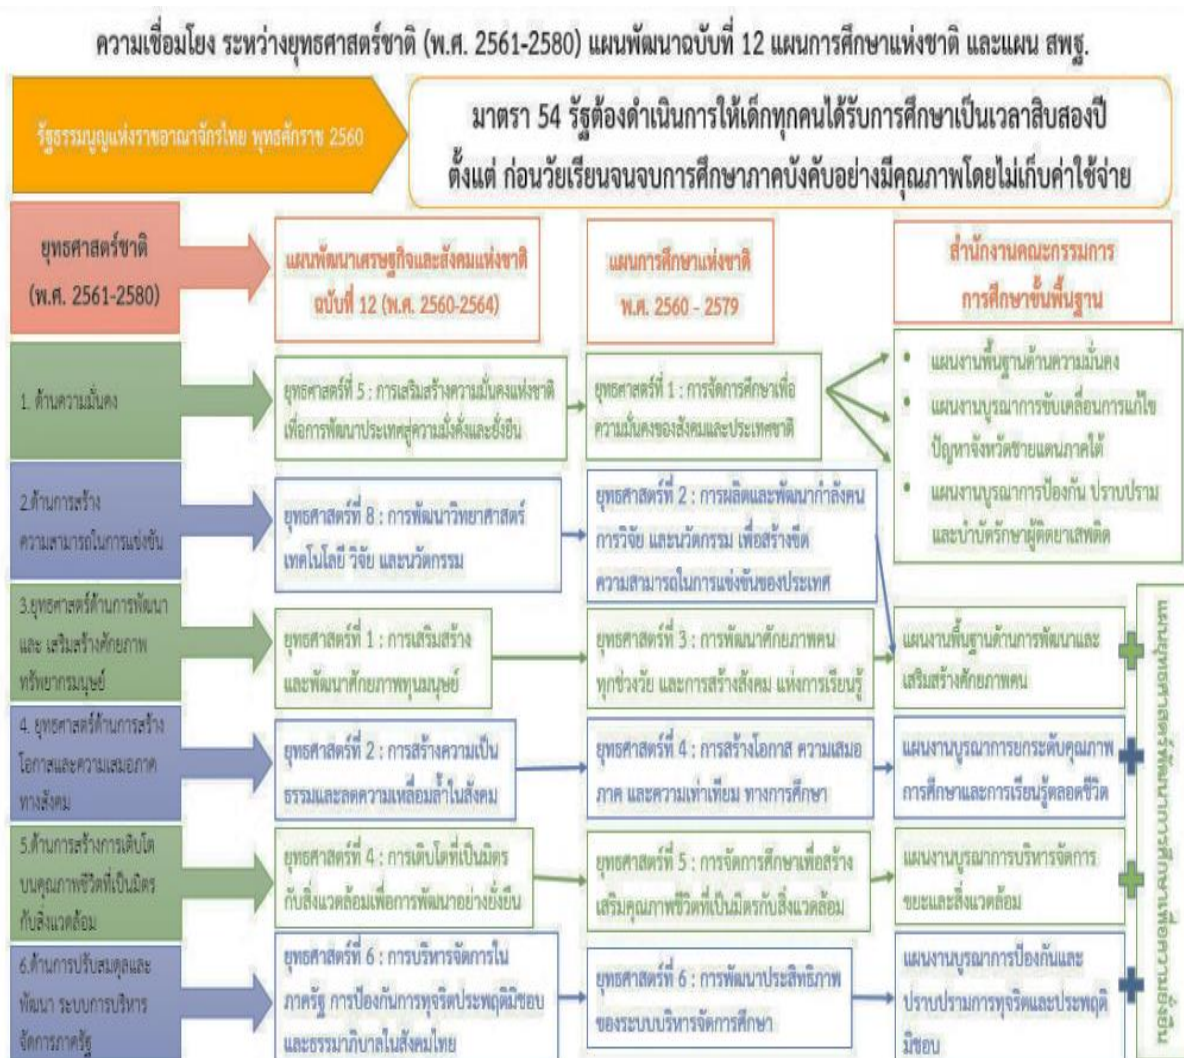 ความเชื่อมโยง ระหว่างยุทธศาสตร์ชาติ (พ.ศ. 2561-2580) แผนพัฒนาฉบับที่ 12 แผนการศึกษาแห่งชาติ และแผน สพฐ.
รัฐธรรมนูญแห่งราชอาณาจักรไทย พุทธศักราช 2560
มาตรา 54 รัฐต้องดำเนินการให้เด็กทุกคนได้รับการศึกษาเป็นเวลาสิบสองปี
ตั้งแต่ ก่อนวัยเรียนจนจบการศึกษาภาคบังคับอย่างมีคุณภาพโดยไม่เก็บค่าใช้จ่าย
ยุทธศาสตร์ชาติ
(พ.ศ. 2561-2580)
แผนพัฒนาเศรษฐกิจและสังคมแห่งชาติ
ฉบับที่ 12 (พ.ศ. 2560-2564)
แผนการศึกษาแห่งชาติ
พ.ศ. 2560 - 2579
สำนักงานคณะกรรมการ
การศึกษาขั้นพื้นฐาน
1. ด้านความมั่นคง
ยุทธศาสตร์ที่ 5 : การเสริมสร้างความมั่นคงแห่งชาติ
เพื่อการพัฒนาประเทศสู่ความมั่งคั่งและยั่งยืน
ยุทธศาสตร์ที่ 1 : การจัดการศึกษาเพื่อ
ความมั่นคงของสังคมและประเทศชาติ
• แผนงานพื้นฐานด้านความมั่นคง
• แผนงานบูรณาการขับเคลื่อนการแก้ไข
ปัญหาจังหวัดชายแดนภาคใต้
• แผนงานบูรณาการป้องกัน ปราบปราม
และบำบัดรักษาผู้ติดยาเสพติด
2.ด้านการสร้าง
ความสามารถในการแข่งขัน
ยุทธศาสตร์ที่ 8 : การพัฒนาวิทยาศาสตร์
เทคโนโลยี วิจัย และนวัตกรรม
ยุทธศาสตร์ที่ 2 : การผลิตและพัฒนากำลังคน
การวิจัย และนวัตกรรม เพื่อสร้างขีด
ความสามารถในการแข่งขันของประเทศ
3.ยุทธศาสตร์ด้านการพัฒนา
และ เสริมสร้างศักยภาพ
ทรัพยากรมนุษย์
ยุทธศาสตร์ที่ 1 : การเสริมสร้าง
และพัฒนาศักยภาพทุนมนุษย์
ยุทธศาสตร์ที่ 3 : การพัฒนาศักยภาพคน
ทุกช่วงวัย และการสร้างสังคม แห่งการเรียนรู้
แผนงานพื้นฐานด้านการพัฒนาและ
เสริมสร้างศักยภาพคน
4. ยุทธศาสตร์ด้านการสร้าง
โอกาสและความเสมอภาค
ทางสังคม
ยุทธศาสตร์ที่ 2 : การสร้างความเป็น
ธรรมและลดความเหลื่อมล้ำในสังคม
ยุทธศาสตร์ที่ 4 : การสร้างโอกาส ความเสมอ
ภาค และความเท่าเทียม ทางการศึกษา
แผนงานบูรณาการยกระดับคุณภาพ
การศึกษาและการเรียนรู้ตลอดชีวิต
5.ด้านการสร้างการเติบโต
บนคุณภาพชีวิตที่เป็นมิตร
กับสิ่งแวดล้อม
ยุทธศาสตร์ที่ 4 : การเติบโตที่เป็นมิตร
กับสิ่งแวดล้อมเพื่อการพัฒนาอย่างยั่งยืน
ยุทธศาสตร์ที่ 5 : การจัดการศึกษาเพื่อสร้าง
เสริมคุณภาพชีวิตที่เป็นมิตรกับสิ่งแวดล้อม
แผนงานบูรณาการบริหารจัดการ
ขยะและสิ่งแวดล้อม
6.ด้านการปรับสมดุลและ
พัฒนา ระบบการบริหาร
จัดการภาครัฐ
ยุทธศาสตร์ที่ 6 : การบริหารจัดการใน
ภาครัฐ การป้องกันการทุจริตประพฤติมิชอบ
และธรรมาภิบาลในสังคมไทย
ยุทธศาสตร์ที่ 6 : การพัฒนาประสิทธิภาพ
ของระบบบริหารจัดการศึกษา
แผนงานบูรณาการป้องกันและ
ปราบปรามการทุจริตและประพฤติ
มิชอบ
แผนยุทธศาสตร์พัฒนาการศึกษาเพื่อความยั่งยืน